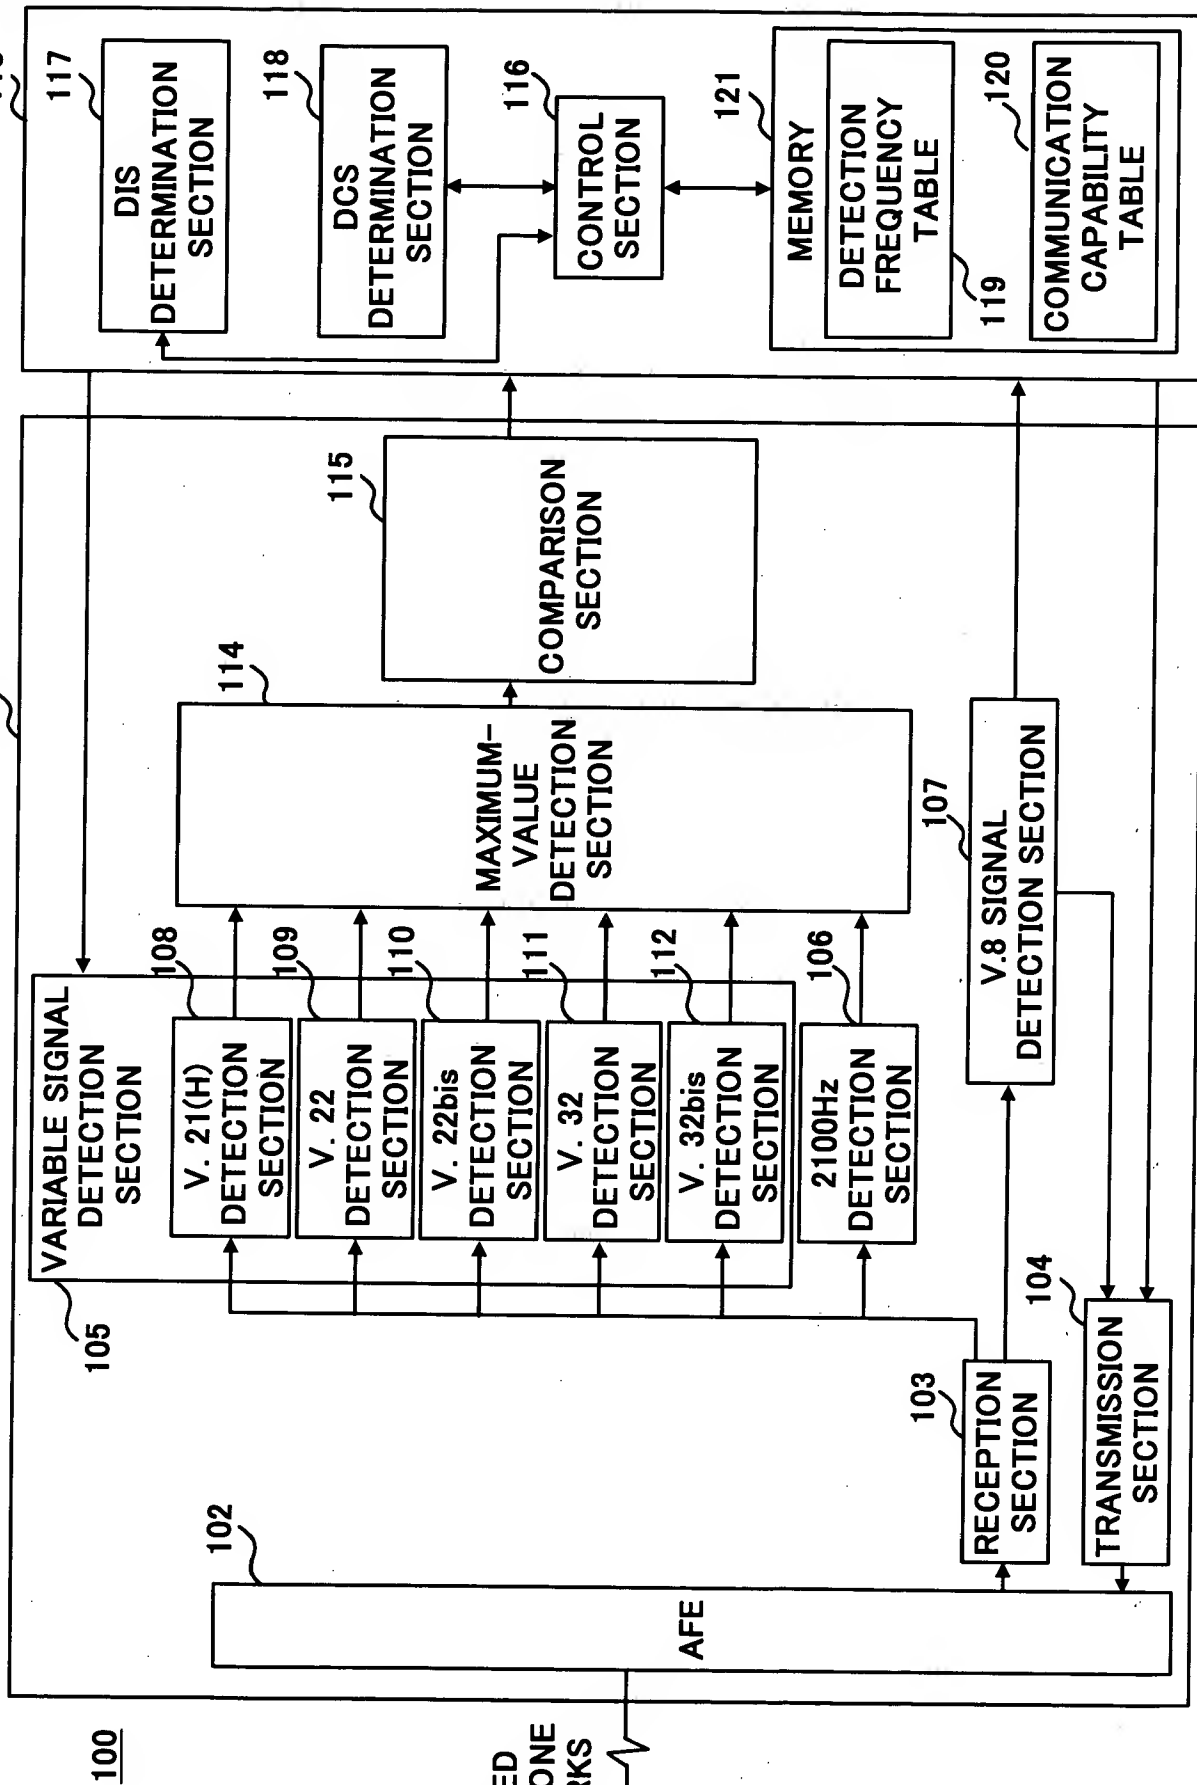 100
102
AFE
103
RECEPTION
SECTION
104
TRANSMISSION
SECTION
105
VARIABLE SIGNAL
DETECTION
SECTION
108
V. 21(H)
DETECTION
SECTION
109
V. 22
DETECTION
SECTION
110
V. 22bis
DETECTION
SECTION
111
V. 32
DETECTION
SECTION
112
V. 32bis
DETECTION
SECTION
106
2100Hz
DETECTION
SECTION
107
V.8 SIGNAL
DETECTION SECTION
114
MAXIMUM-
VALUE
DETECTION
SECTION
115
COMPARISON
SECTION
117
DIS
DETERMINATION
SECTION
118
DCS
DETERMINATION
SECTION
116
CONTROL
SECTION
121
MEMORY
DETECTION
FREQUENCY
TABLE
119
120
COMMUNICATION
CAPABILITY
TABLE